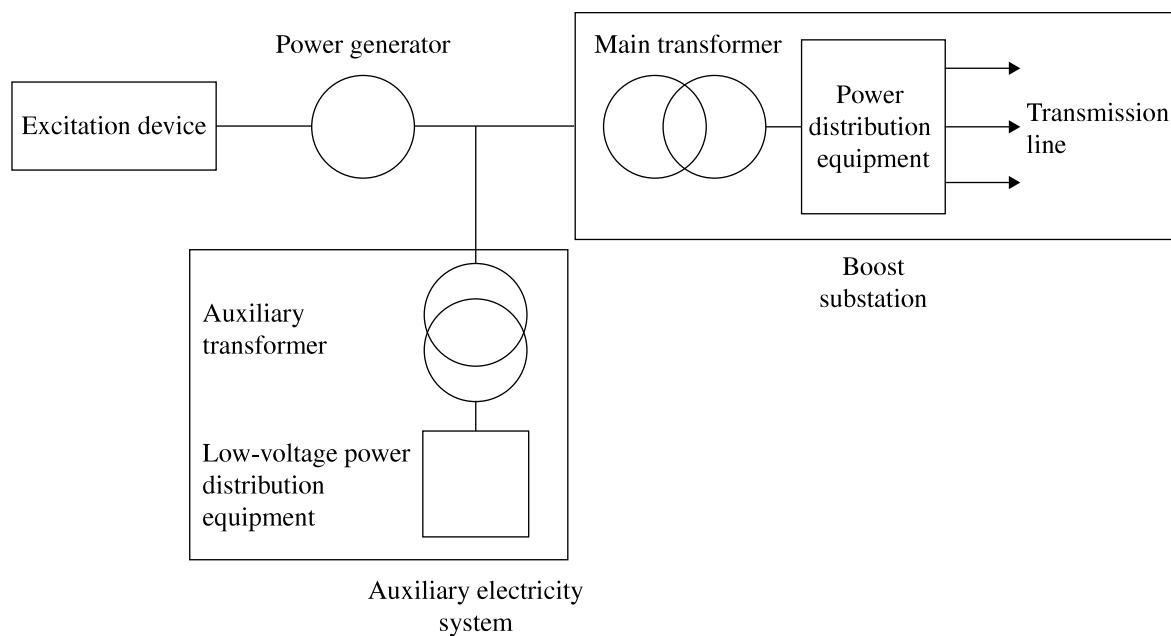 Power generator
Main transformer
Excitation device
Power
distribution
equipment
Transmission
line
Boost
substation
Auxiliary
transformer
Low-voltage power
distribution
equipment
Auxiliary electricity
system